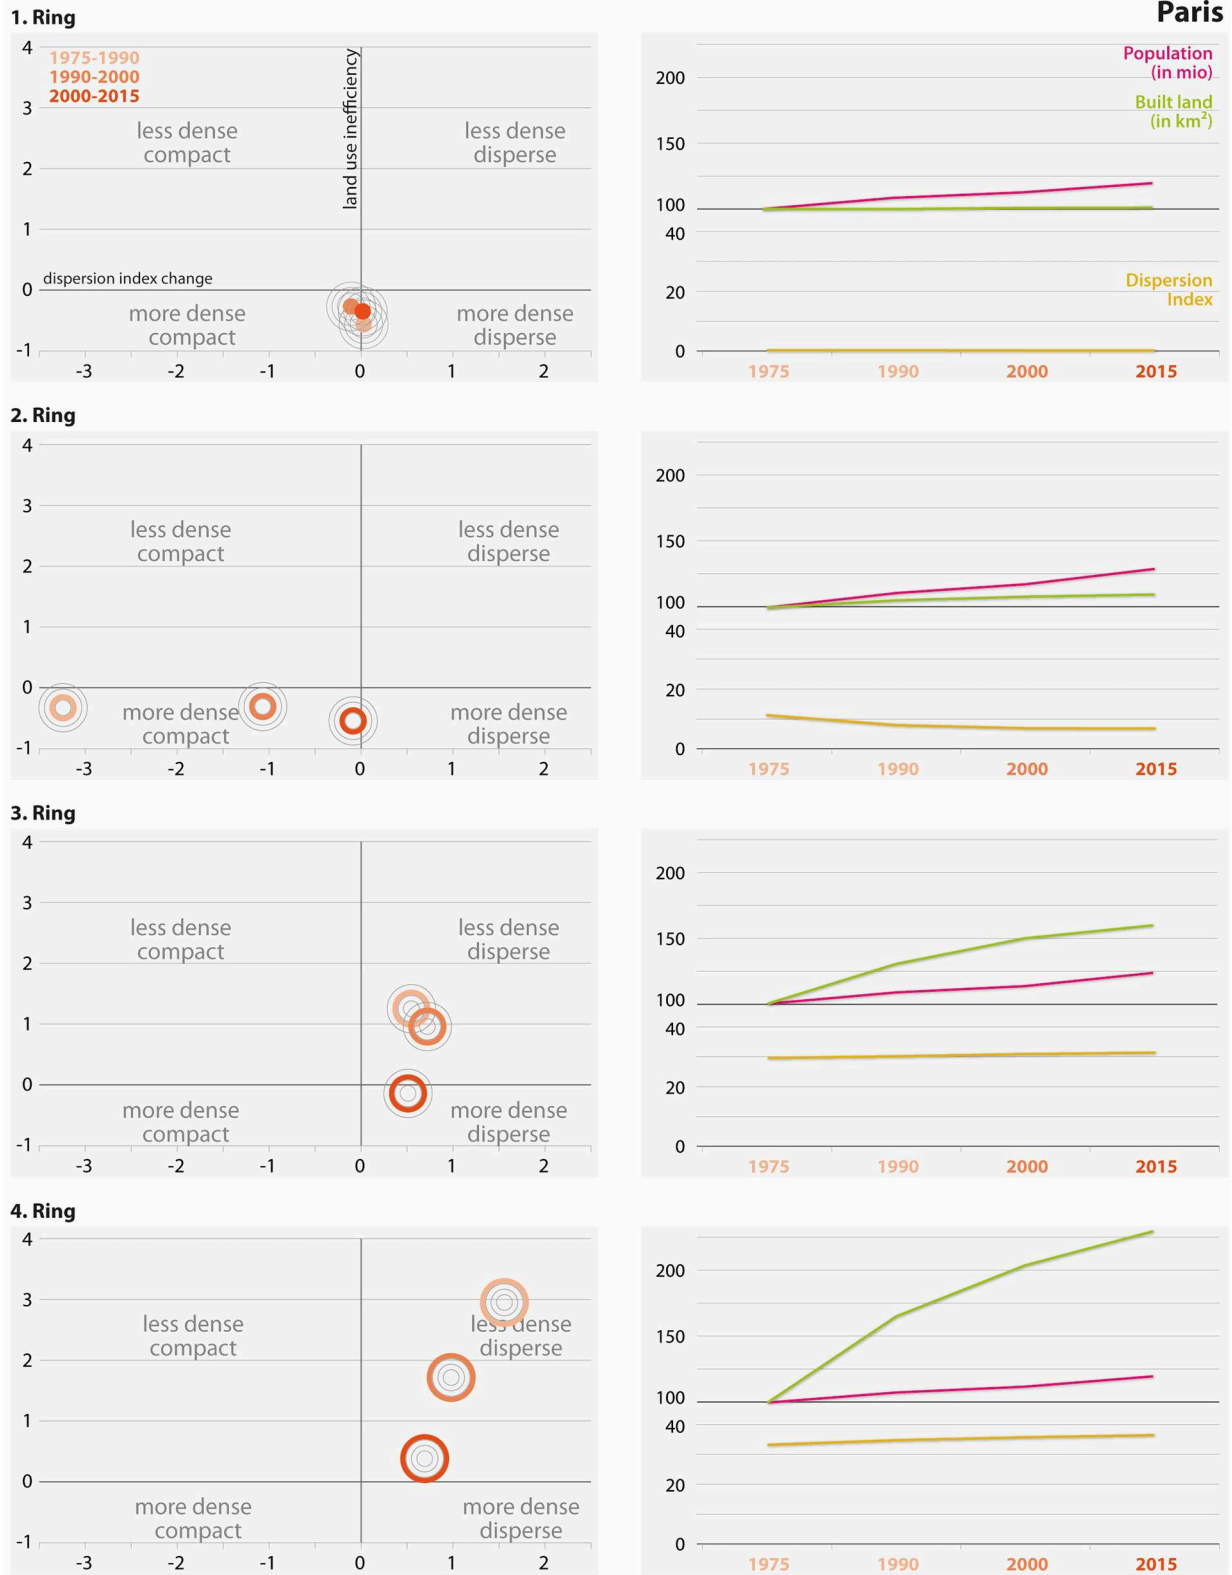 1. Ring
Paris
4
3
2
1
0
-1
1975-1990
1990-2000
2000-2015
land use inefficiency
less dense
compact
less dense
disperse
dispersion index change
more dense
compact
more dense
disperse
-3
-2
-1
0
1
2
Population
(in mio)
Built land
(in km²)
200
150
100
40
20
0
Dispersion
Index
1975
1990
2000
2015
2. Ring
4
3
2
1
0
-1
less dense
compact
less dense
disperse
more dense
compact
more dense
disperse
-3
-2
-1
0
1
2
200
150
100
40
20
0
1975
1990
2000
2015
3. Ring
4
3
2
1
0
-1
less dense
compact
less dense
disperse
more dense
compact
more dense
disperse
-3
-2
-1
0
1
2
200
150
100
40
20
0
1975
1990
2000
2015
4. Ring
4
3
2
1
0
-1
less dense
compact
less dense
disperse
more dense
compact
more dense
disperse
-3
-2
-1
0
1
2
200
150
100
40
20
0
1975
1990
2000
2015